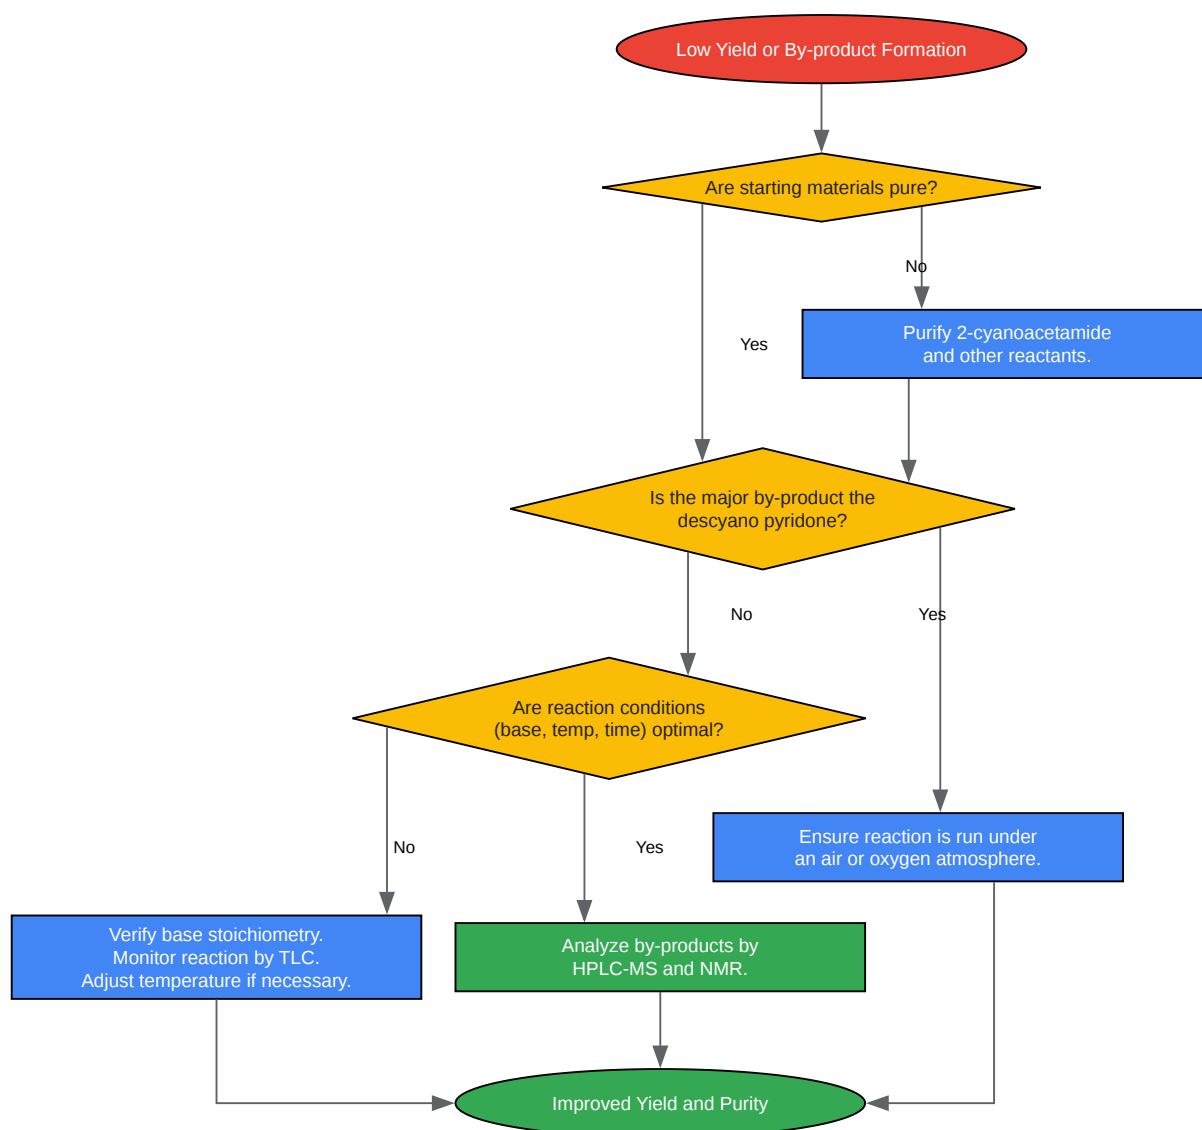 Low Yield or By-product Formation
Are starting materials pure?
No
Purify 2-cyanoacetamide
and other reactants.
Yes
Is the major by-product the
descyano pyridone?
No
Yes
Are reaction conditions
(base, temp, time) optimal?
Ensure reaction is run under
an air or oxygen atmosphere.
No
Yes
Verify base stoichiometry.
Monitor reaction by TLC.
Adjust temperature if necessary.
Analyze by-products by
HPLC-MS and NMR.
Improved Yield and Purity